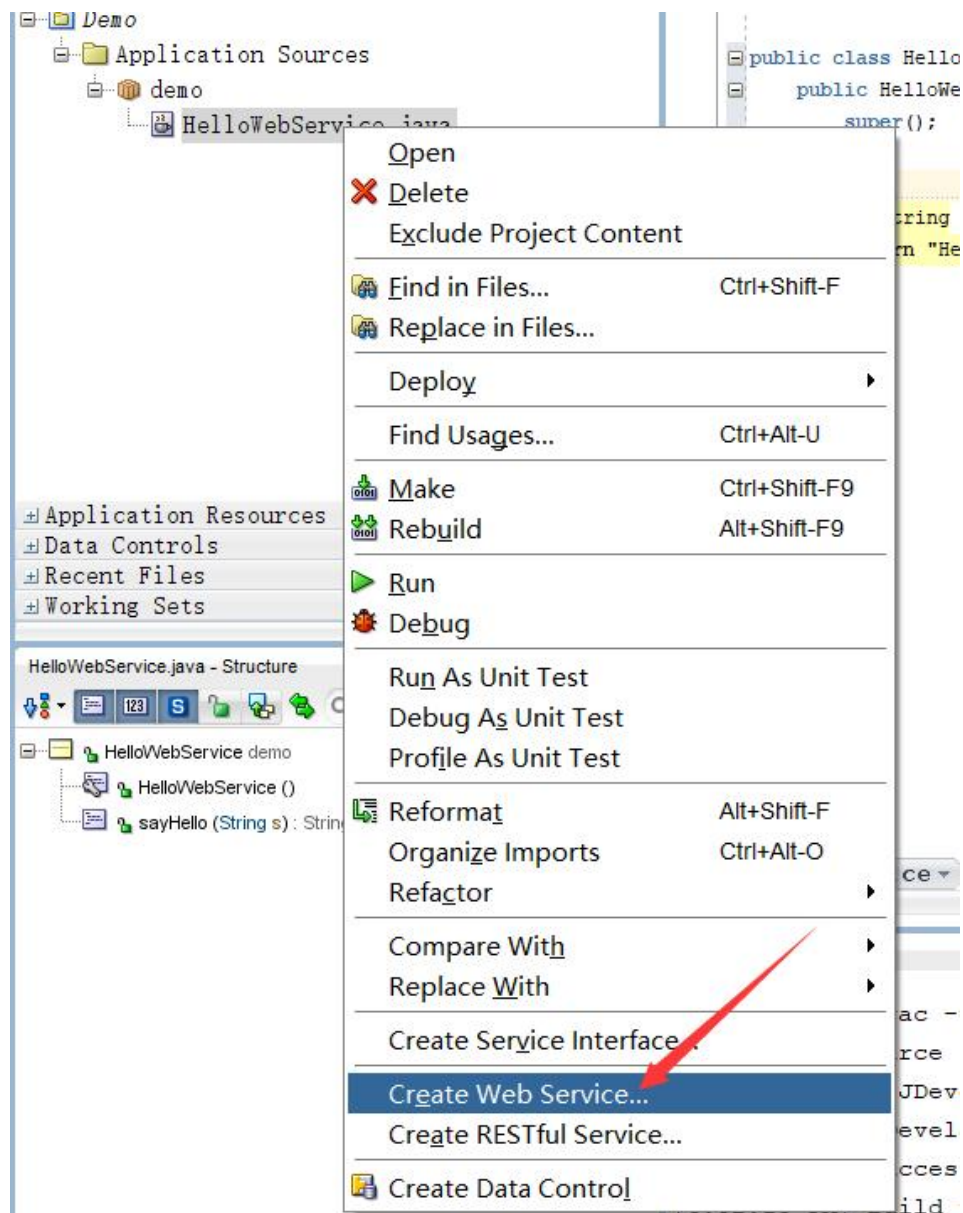 Demo
Application Sources
demo
HelloWebService.java
Application Resources
Data Controls
Recent Files
Working Sets
HelloWebService.java - Structure
123
S
HelloWebService demo
HelloWebService ()
sayHello (String s) : String
Open
Delete
Exclude Project Content
Find in Files... Ctrl+Shift-F
Replace in Files...
Deploy
Find Usages... Ctrl+Alt-U
Make Ctrl+Shift-F9
Rebuild Alt+Shift-F9
Run
Debug
Run As Unit Test
Debug As Unit Test
Profile As Unit Test
Reformat Alt+Shift-F
Organize Imports Ctrl+Alt-O
Refactor
Compare With
Replace With
Create Service Interface..
Create Web Service...
Create RESTful Service...
Create Data Control
public class Hello
public HelloWe
super();
tring
rn "He
ce
ac -
rce
JDev
evel
cces
ild